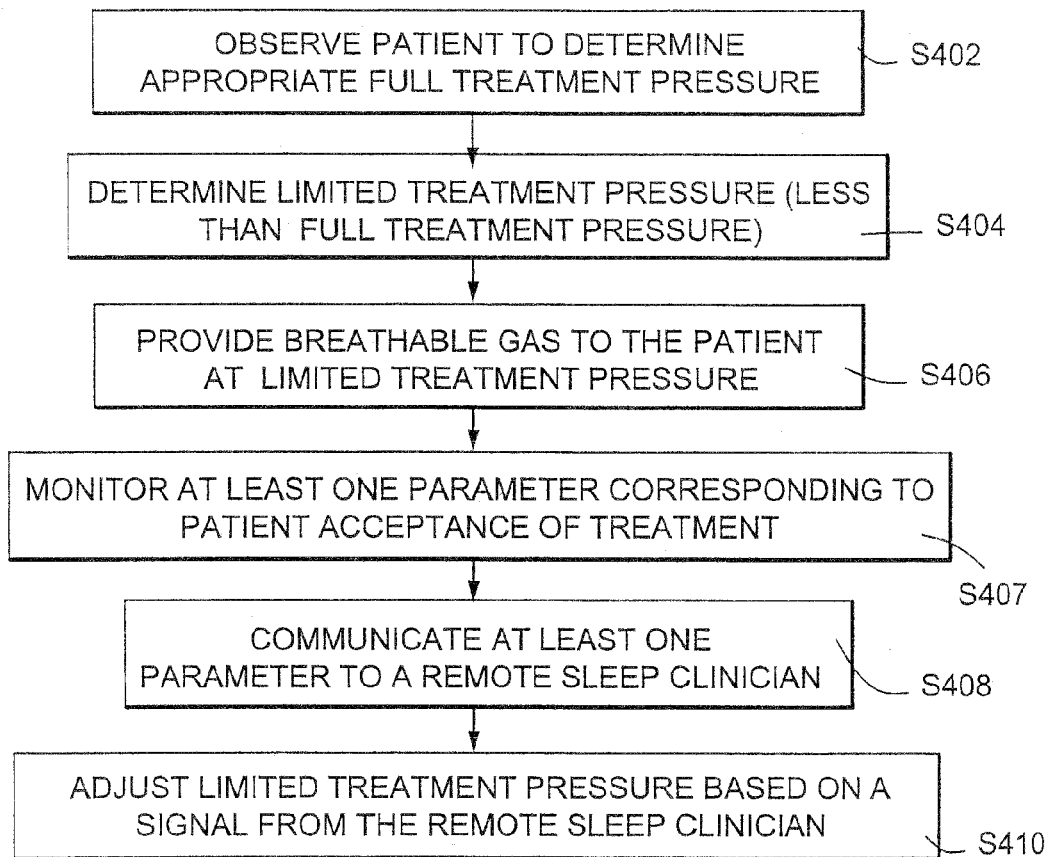 OBSERVE PATIENT TO DETERMINE
APPROPRIATE FULL TREATMENT PRESSURE
S402
DETERMINE LIMITED TREATMENT PRESSURE (LESS
THAN FULL TREATMENT PRESSURE)
S404
PROVIDE BREATHABLE GAS TO THE PATIENT
AT LIMITED TREATMENT PRESSURE
S406
MONITOR AT LEAST ONE PARAMETER CORRESPONDING TO
PATIENT ACCEPTANCE OF TREATMENT
S407
COMMUNICATE AT LEAST ONE
PARAMETER TO A REMOTE SLEEP CLINICIAN
S408
ADJUST LIMITED TREATMENT PRESSURE BASED ON A
SIGNAL FROM THE REMOTE SLEEP CLINICIAN
S410